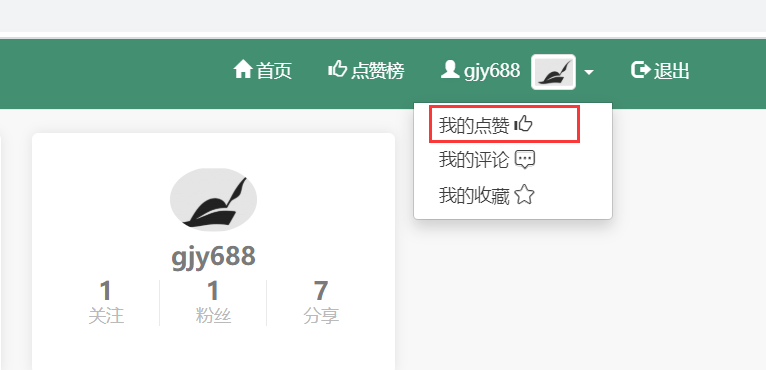 首页 点赞榜 gjy688 退出
我的点赞
我的评论
我的收藏
gjy688
1 1 7
关注 粉丝 分享